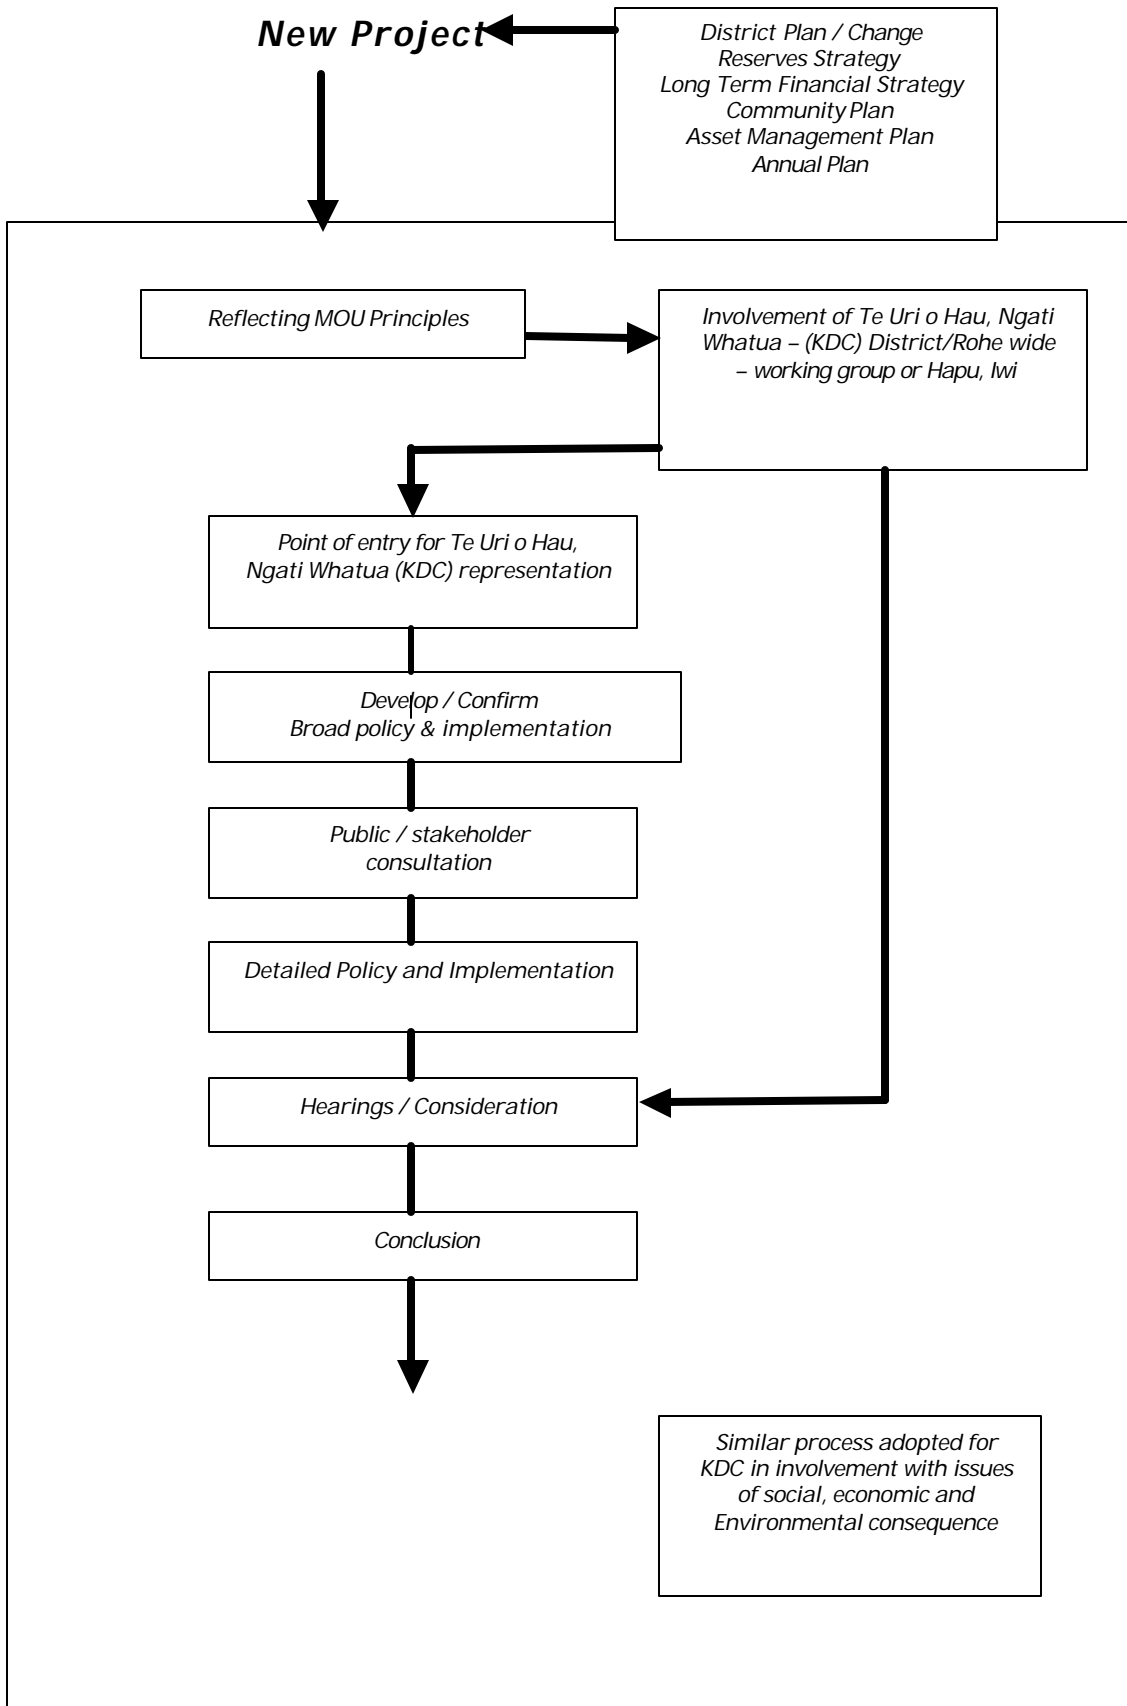 New Project
District Plan / Change
Reserves Strategy
Long Term Financial Strategy
Community Plan
Asset Management Plan
Annual Plan
Reflecting MOU Principles
Involvement of Te Uri o Hau, Ngati
Whatua – (KDC) District/Rohe wide
– working group or Hapu, Iwi
Point of entry for Te Uri o Hau,
Ngati Whatua (KDC) representation
Develop / Confirm
Broad policy & implementation
Public / stakeholder
consultation
Detailed Policy and Implementation
Hearings / Consideration
Conclusion
Similar process adopted for
KDC in involvement with issues
of social, economic and
Environmental consequence